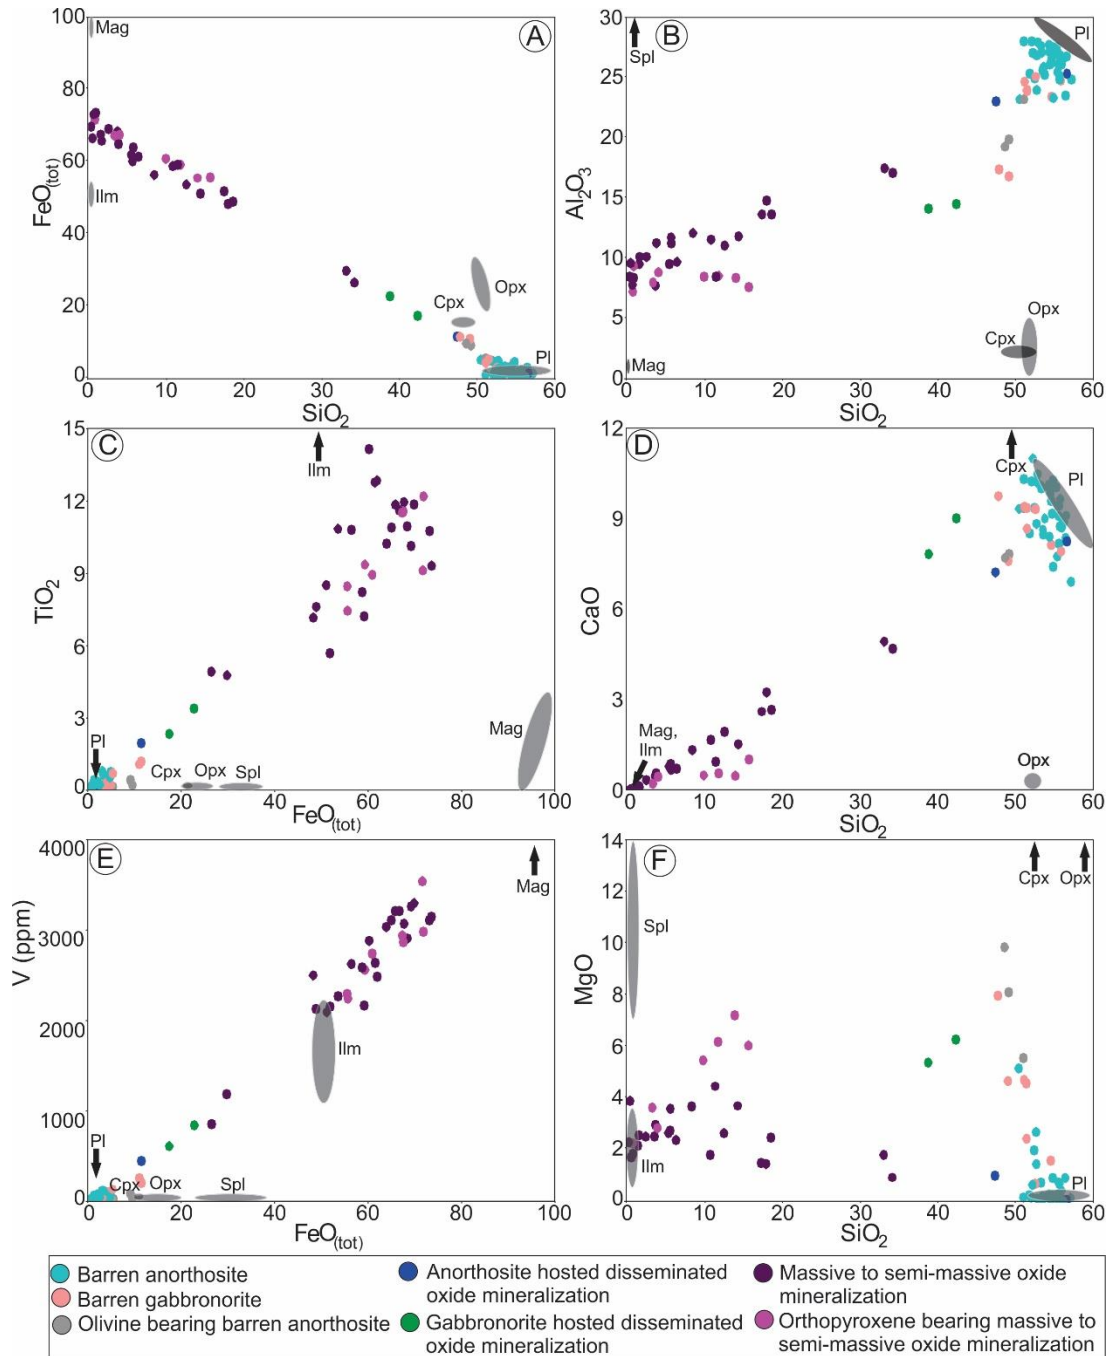 A
100
80
60
40
20
0
FeO(tot)
Mag
Ilm
Opx
Cpx
Pl
0
10
20
30
40
50
60
SiO2
B
30
25
20
15
10
5
0
Al2O3
Spl
Pl
Opx
Cpx
Mag
0
10
20
30
40
50
60
SiO2
C
15
12
9
6
3
0
TiO2
Ilm
Mag
Pl
Cpx
Opx
Spl
0
20
40
60
80
100
FeO(tot)
D
12
9
6
3
0
CaO
Cpx
Pl
Mag,
Ilm
Opx
0
10
20
30
40
50
60
SiO2
E
4000
3000
2000
1000
0
V (ppm)
Mag
Ilm
Pl
Cpx
Opx
Spl
0
20
40
60
80
100
FeO(tot)
F
14
12
10
8
6
4
2
0
MgO
Cpx
Opx
Spl
Ilm
Pl
0
10
20
30
40
50
60
SiO2
Barren anorthosite
Barren gabbronorite
Olivine bearing barren anorthosite
Anorthosite hosted disseminated
oxide mineralization
Gabbronorite hosted disseminated
oxide mineralization
Massive to semi-massive oxide
mineralization
Orthopyroxene bearing massive to
semi-massive oxide mineralization